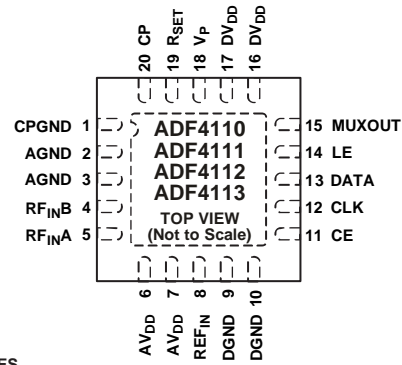 20 CP
19 RSET
18 VP
17 DVDD
16 DVDD
CPGND 1
AGND 2
AGND 3
RFINB 4
RFINA 5
ADF4110
ADF4111
ADF4112
ADF4113
TOP VIEW
(Not to Scale)
15 MUXOUT
14 LE
13 DATA
12 CLK
11 CE
AVDD 6
AVDD 7
REFIN 8
DGND 9
DGND 10